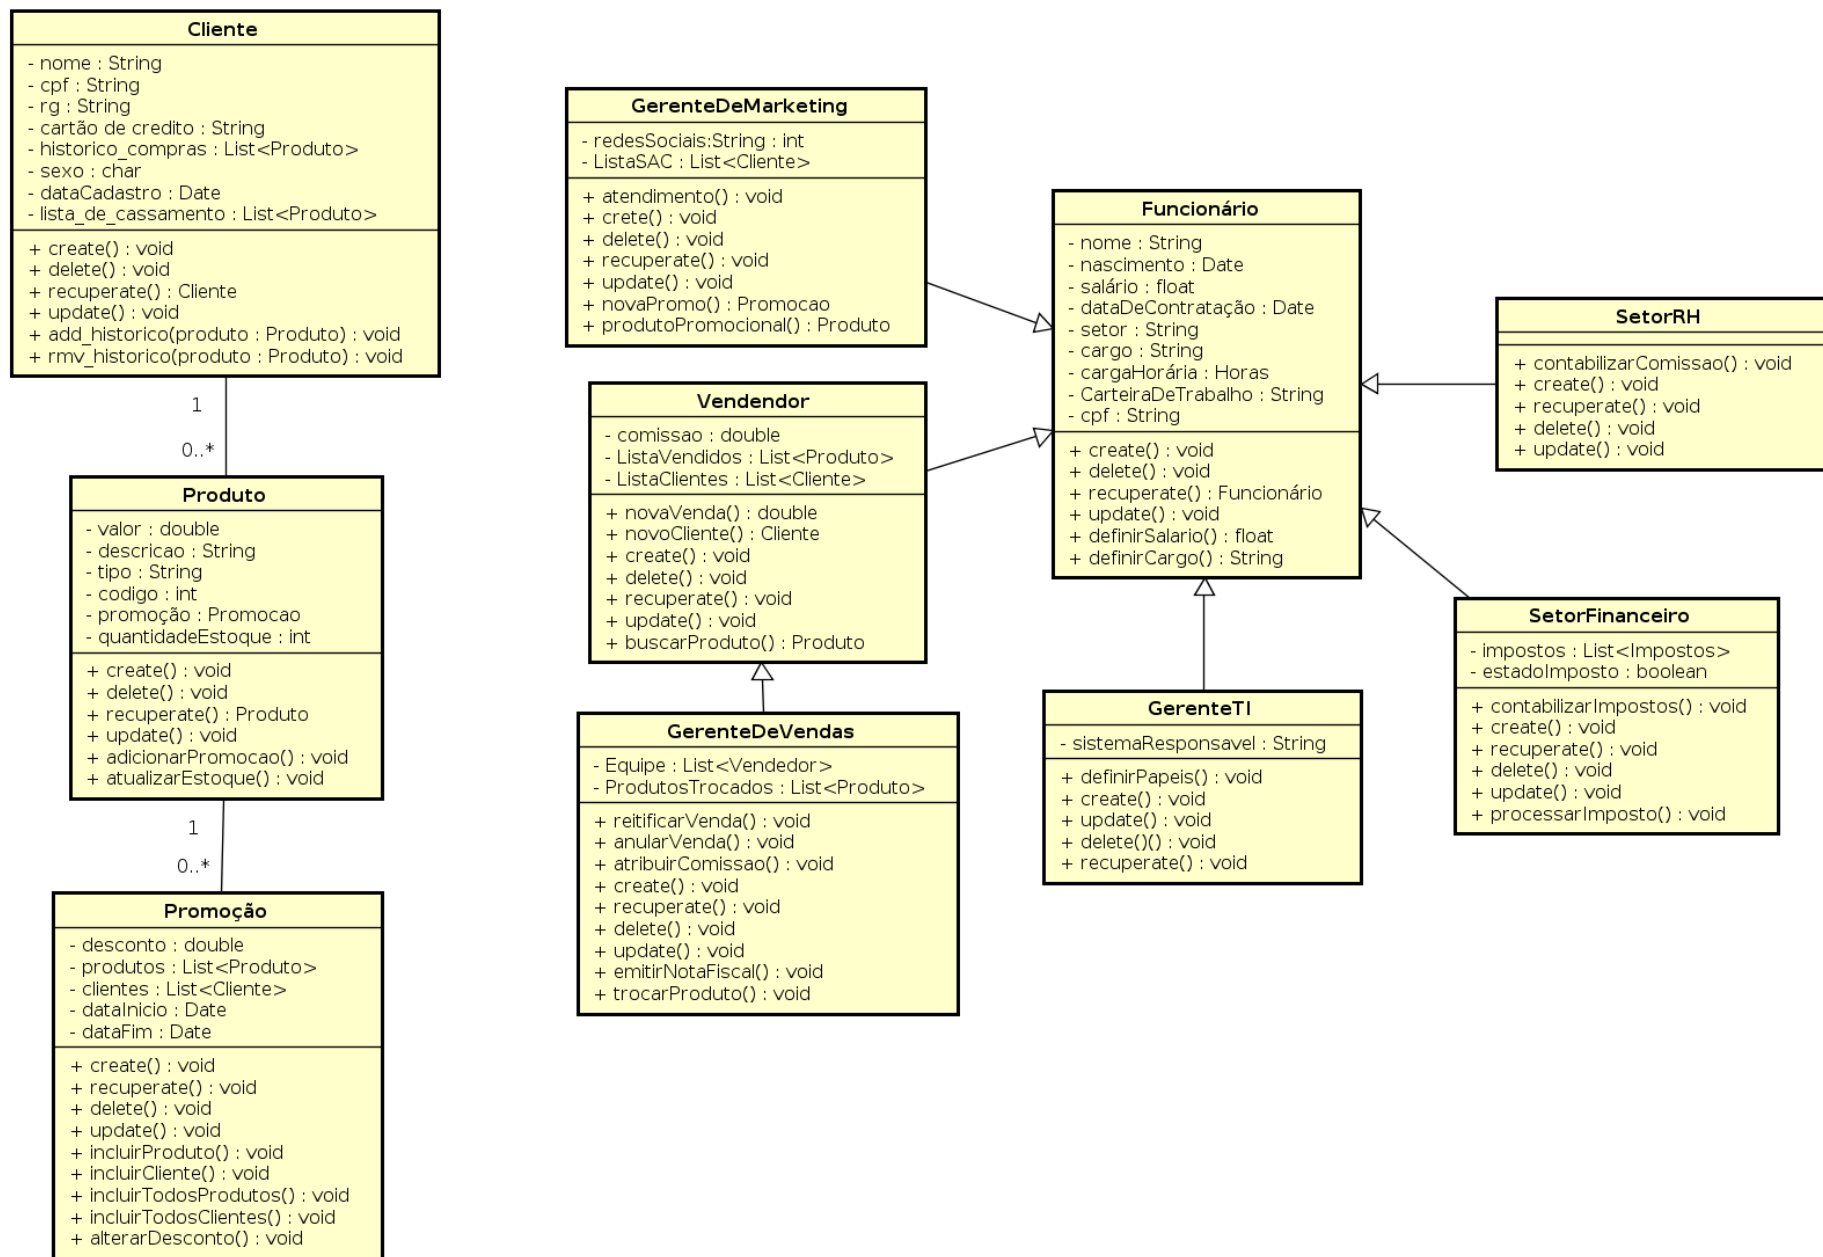 Cliente
- nome : String
- cpf : String
- rg : String
- cartão de credito : String
- historico_compras : List<Produto>
- sexo : char
- dataCadastro : Date
- lista_de_cassamento : List<Produto>
+ create() : void
+ delete() : void
+ recuperate() : Cliente
+ update() : void
+ add_historico(produto : Produto) : void
+ rmv_historico(produto : Produto) : void
1
0..*
Produto
- valor : double
- descricao : String
- tipo : String
- codigo : int
- promoção : Promocao
- quantidadeEstoque : int
+ create() : void
+ delete() : void
+ recuperate() : Produto
+ update() : void
+ adicionarPromocao() : void
+ atualizarEstoque() : void
1
0..*
Promoção
- desconto : double
- produtos : List<Produto>
- clientes : List<Cliente>
- dataInicio : Date
- dataFim : Date
+ create() : void
+ recuperate() : void
+ delete() : void
+ update() : void
+ incluirProduto() : void
+ incluirCliente() : void
+ incluirTodosProdutos() : void
+ incluirTodosClientes() : void
+ alterarDesconto() : void
GerenteDeMarketing
- redesSociais:String : int
- ListaSAC : List<Cliente>
+ atendimento() : void
+ crete() : void
+ delete() : void
+ recuperate() : void
+ update() : void
+ novaPromo() : Promocao
+ produtoPromocional() : Produto
Vendendor
- comissao : double
- ListaVendidos : List<Produto>
- ListaClientes : List<Cliente>
+ novaVenda() : double
+ novoCliente() : Cliente
+ create() : void
+ delete() : void
+ recuperate() : void
+ update() : void
+ buscarProduto() : Produto
GerenteDeVendas
- Equipe : List<Vendedor>
- ProdutosTrocados : List<Produto>
+ reitificarVenda() : void
+ anularVenda() : void
+ atribuirComissao() : void
+ create() : void
+ recuperate() : void
+ delete() : void
+ update() : void
+ emitirNotaFiscal() : void
+ trocarProduto() : void
Funcionário
- nome : String
- nascimento : Date
- salário : float
- dataDeContratação : Date
- setor : String
- cargo : String
- cargaHorária : Horas
- CarteiraDeTrabalho : String
- cpf : String
+ create() : void
+ delete() : void
+ recuperate() : Funcionário
+ update() : void
+ definirSalario() : float
+ definirCargo() : String
GerenteTI
- sistemaResponsavel : String
+ definirPapeis() : void
+ create() : void
+ update() : void
+ delete()() : void
+ recuperate() : void
SetorRH
+ contabilizarComissao() : void
+ create() : void
+ recuperate() : void
+ delete() : void
+ update() : void
SetorFinanceiro
- impostos : List<Impostos>
- estadoImposto : boolean
+ contabilizarImpostos() : void
+ create() : void
+ recuperate() : void
+ delete() : void
+ update() : void
+ processarImposto() : void